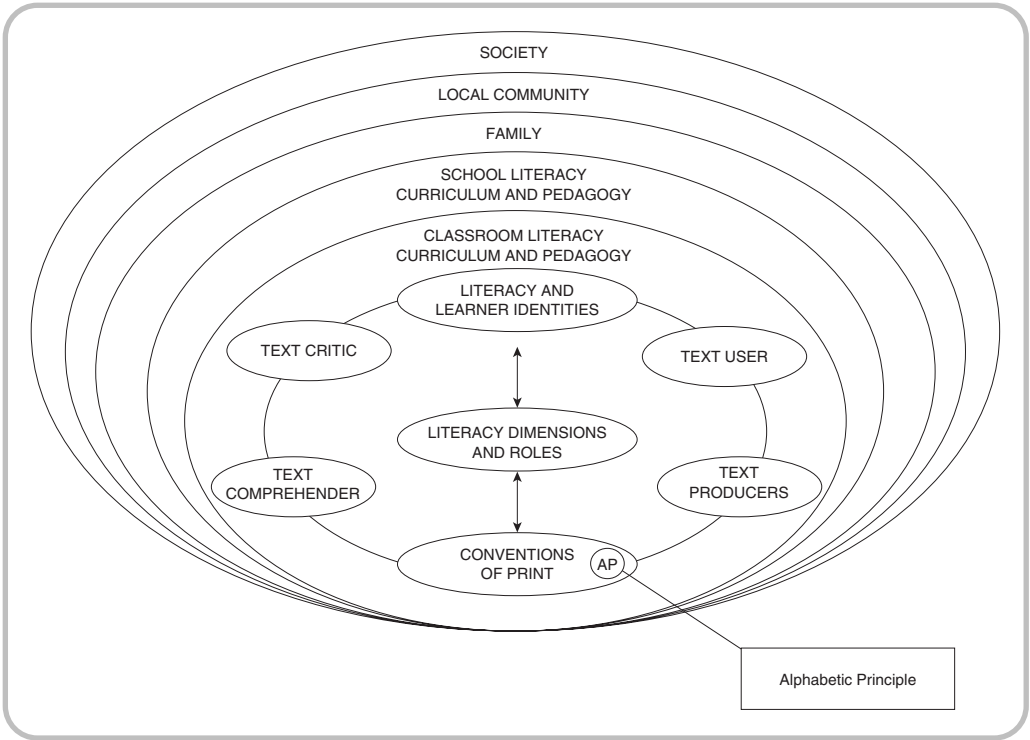 SOCIETY
LOCAL COMMUNITY
FAMILY
SCHOOL LITERACY
CURRICULUM AND PEDAGOGY
CLASSROOM LITERACY
CURRICULUM AND PEDAGOGY
LITERACY AND
LEARNER IDENTITIES
TEXT CRITIC
TEXT USER
LITERACY DIMENSIONS
AND ROLES
TEXT
COMPREHENDER
TEXT
PRODUCERS
CONVENTIONS
OF PRINT
AP
Alphabetic Principle